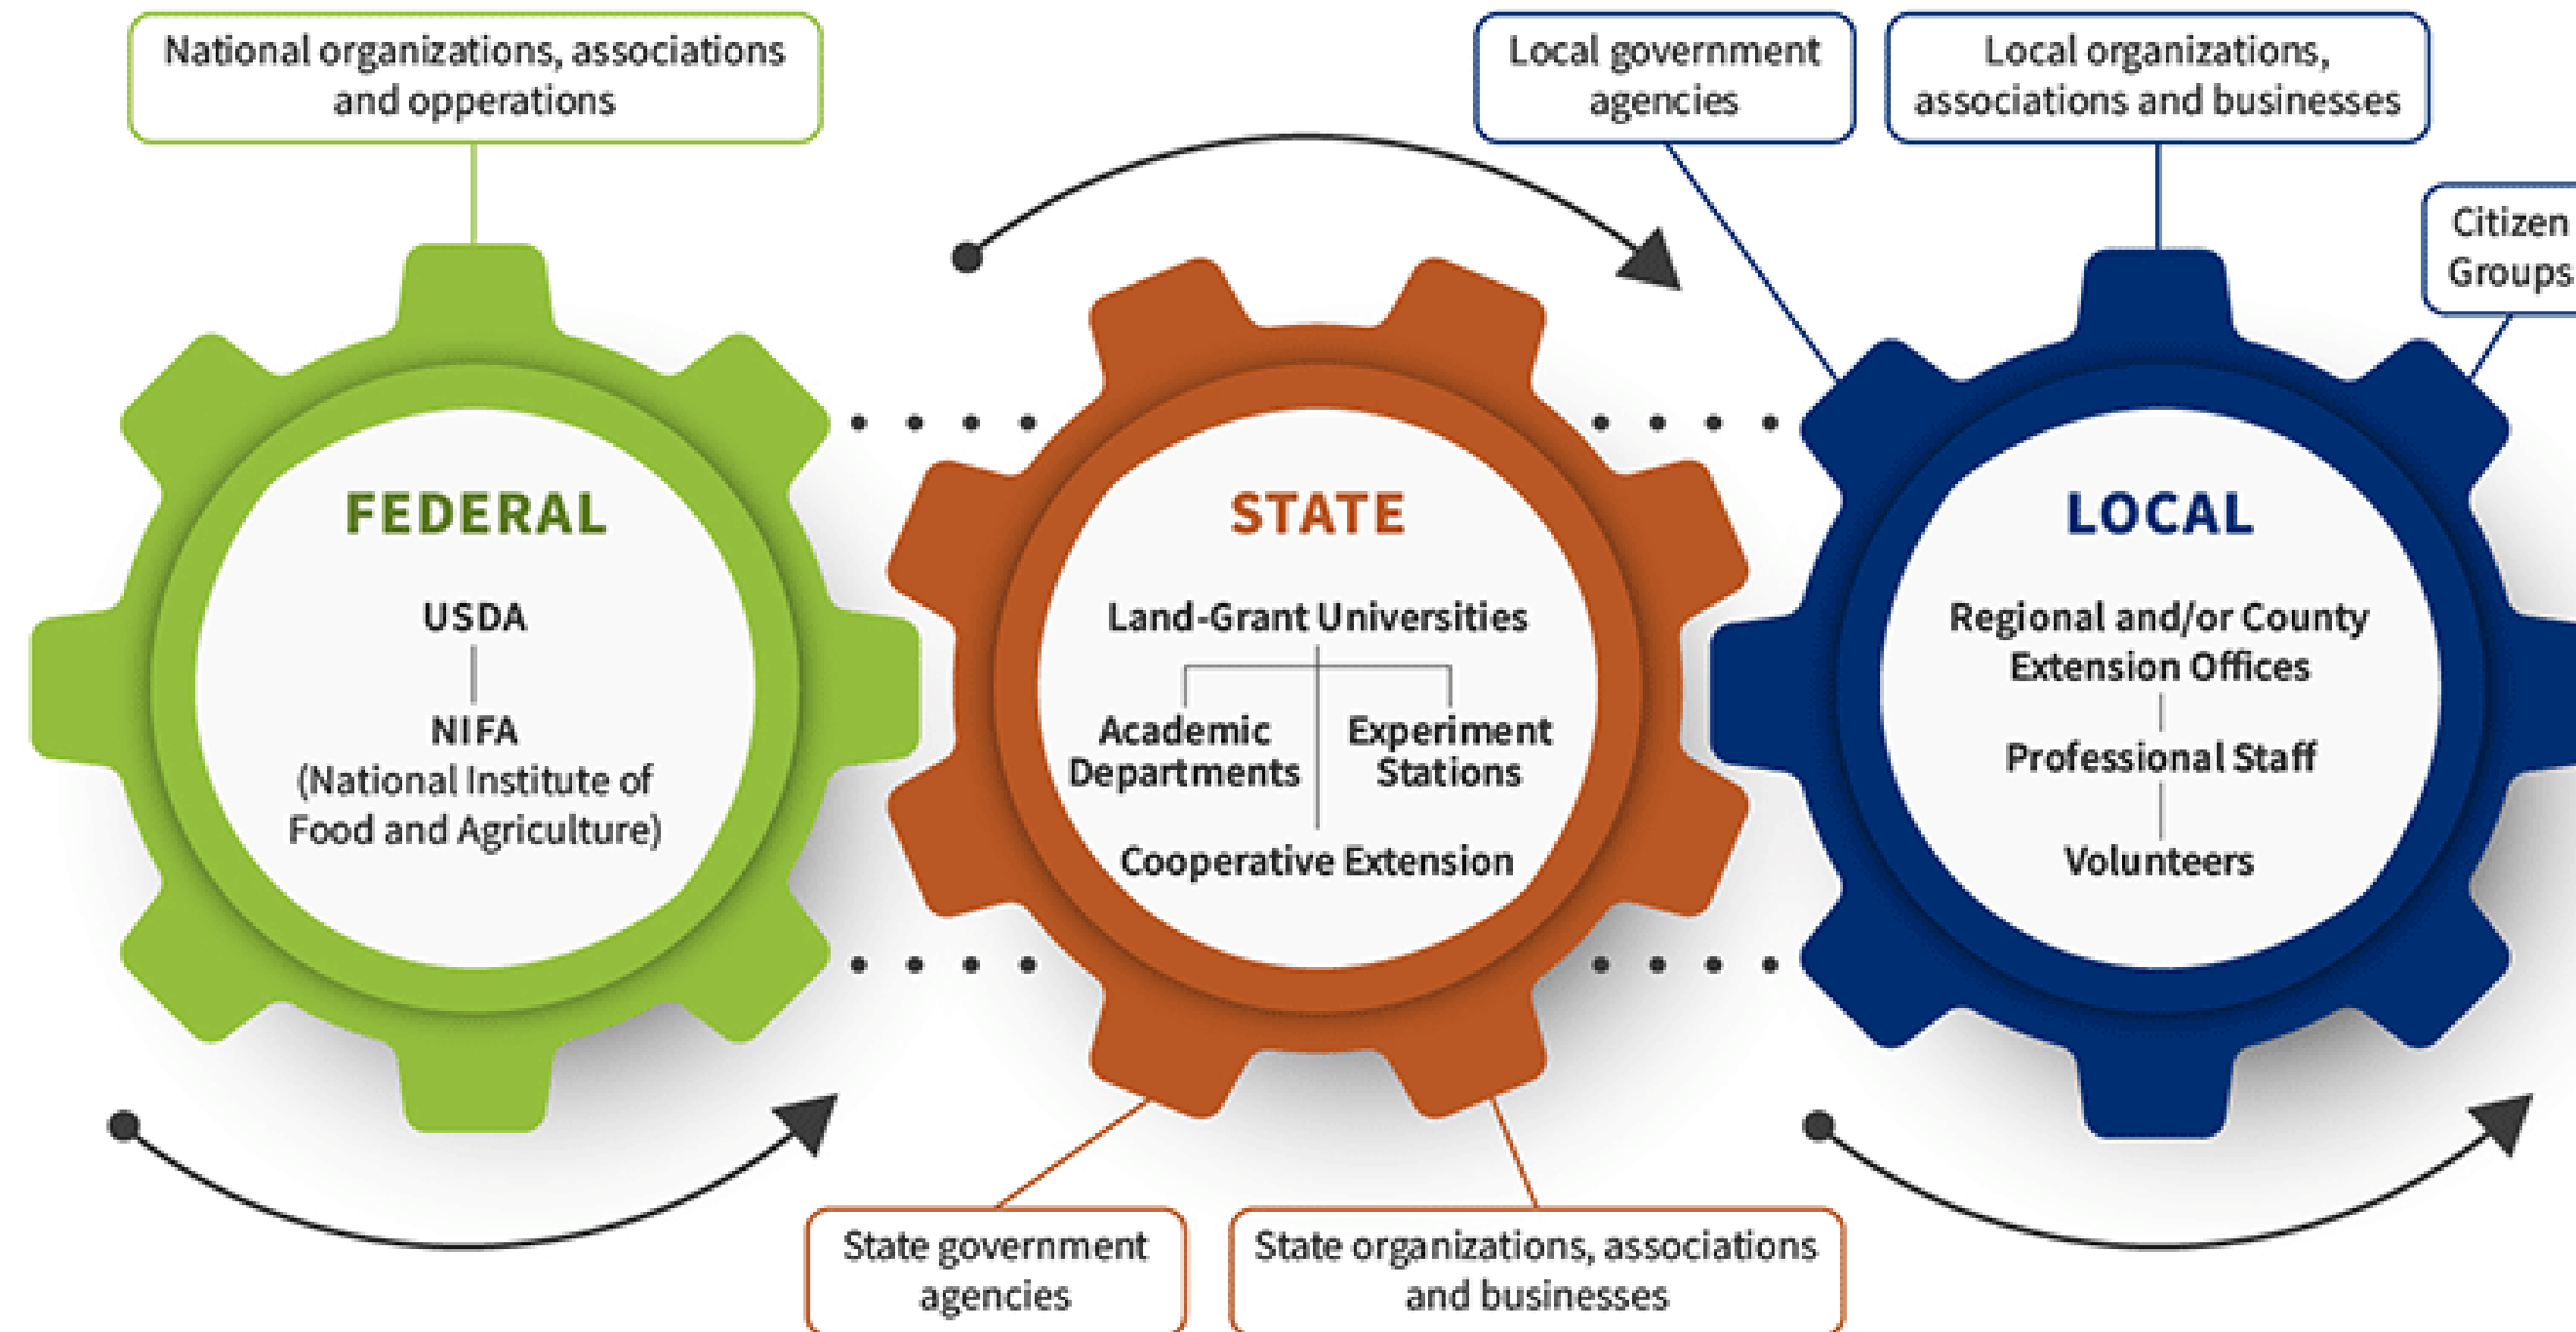 National organizations, associations
and opperations
Local government
agencies
Local organizations,
associations and businesses
Citizen
Groups
FEDERAL
USDA
NIFA
(National Institute of
Food and Agriculture)
STATE
Land-Grant Universities
Academic
Departments
Experiment
Stations
Cooperative Extension
LOCAL
Regional and/or County
Extension Offices
Professional Staff
Volunteers
State government
agencies
State organizations, associations
and businesses